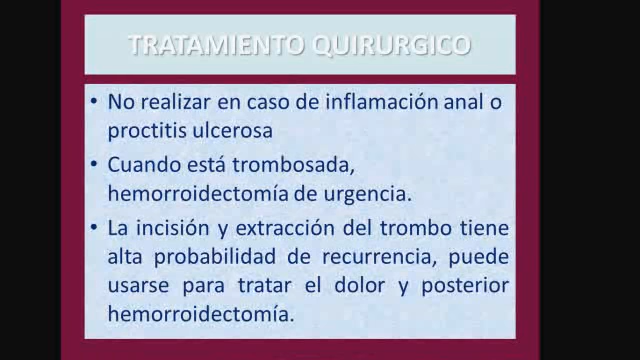 TRATAMIENTO QUIRURGICO
• No realizar en caso de inflamación anal o
proctitis ulcerosa
• Cuando está trombosada,
hemorroidectomía de urgencia.
• La incisión y extracción del trombo tiene
alta probabilidad de recurrencia, puede
usarse para tratar el dolor y posterior
hemorroidectomía.